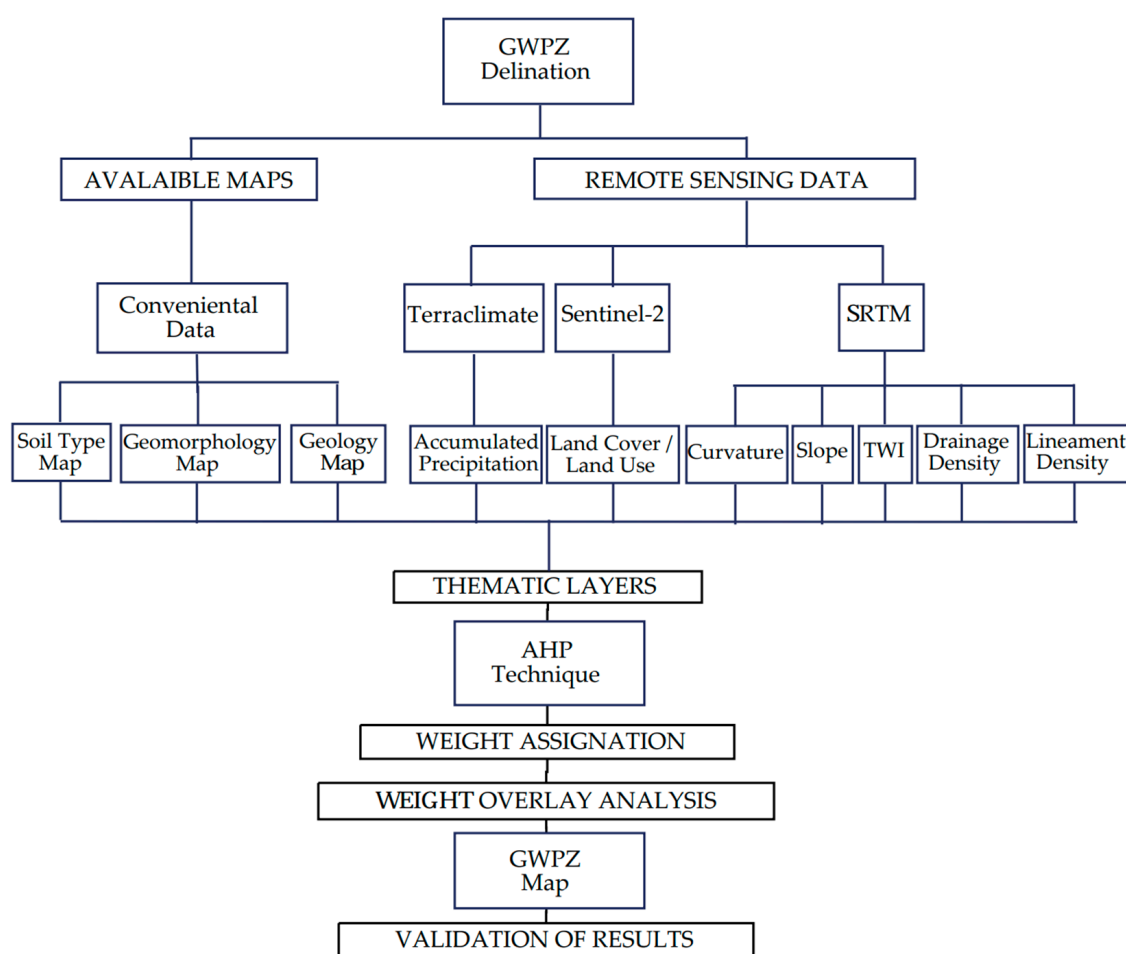 GWPZ
Delination
AVALAIBLE MAPS
REMOTE SENSING DATA
Conveniental
Data
Terraclimate
Sentinel-2
SRTM
Soil Type
Map
Geomorphology
Map
Geology
Map
Accumulated
Precipitation
Land Cover /
Land Use
Curvature
Slope
TWI
Drainage
Density
Lineament
Density
THEMATIC LAYERS
AHP
Technique
WEIGHT ASSIGNATION
WEIGHT OVERLAY ANALYSIS
GWPZ
Map
VALIDATION OF RESULTS